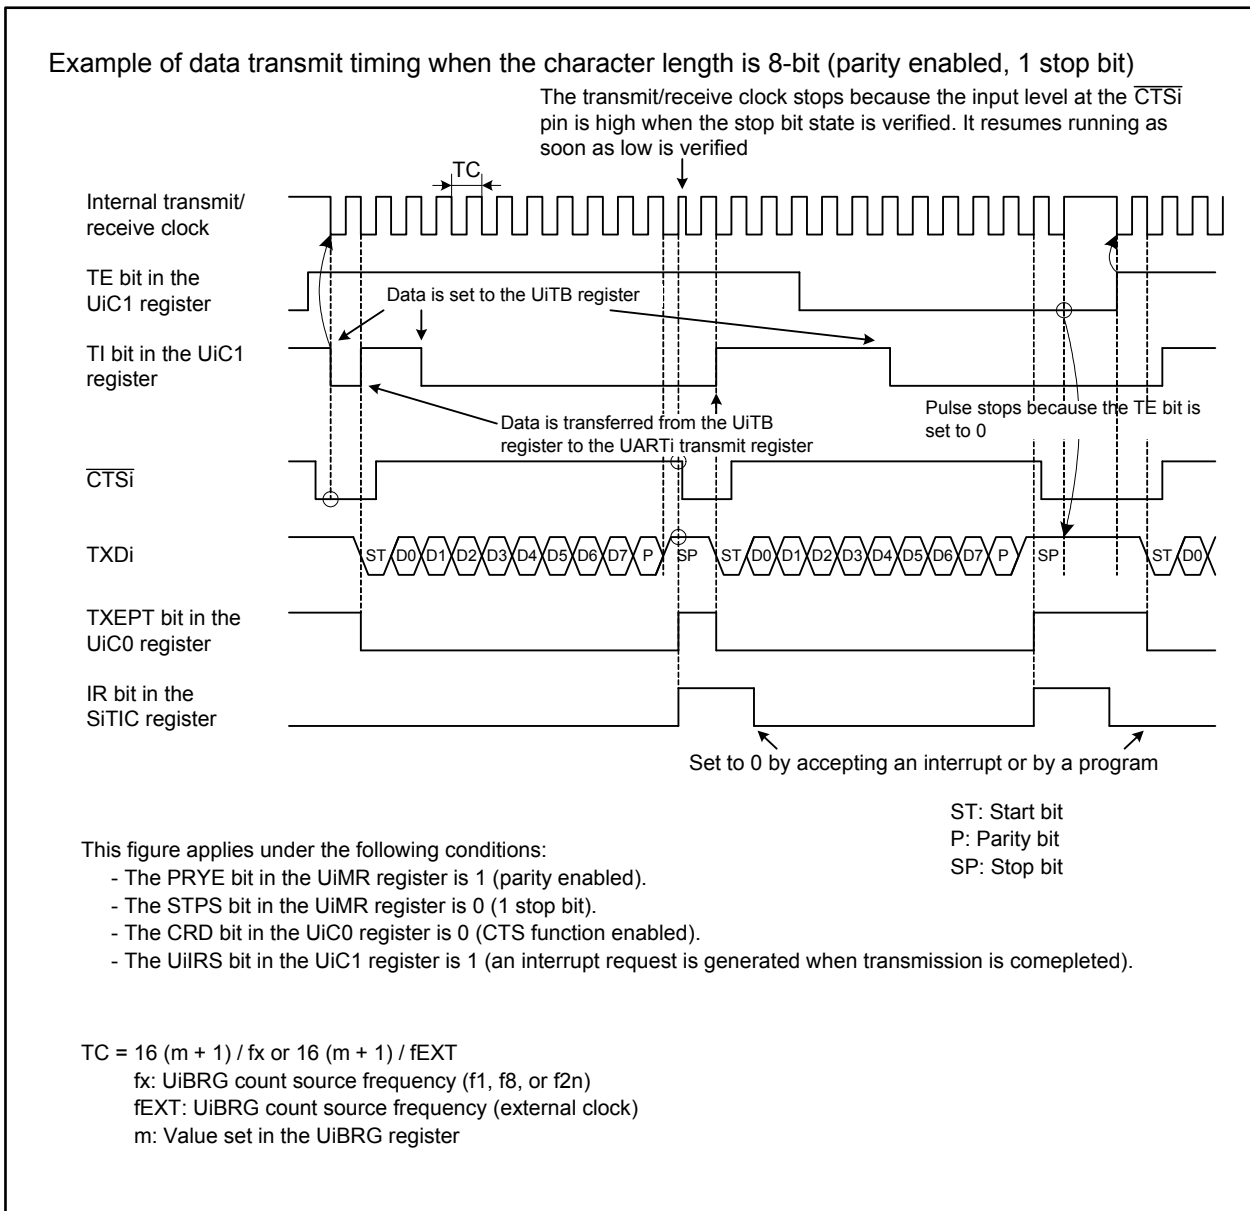 Example of data transmit timing when the character length is 8-bit (parity enabled, 1 stop bit)
The transmit/receive clock stops because the input level at the CTSi
pin is high when the stop bit state is verified. It resumes running as
soon as low is verified
TC
Internal transmit/
receive clock
TE bit in the
UiC1 register
Data is set to the UiTB register
TI bit in the UiC1
register
Data is transferred from the UiTB
register to the UARTi transmit register
Pulse stops because the TE bit is
set to 0
CTSi
TXDi
ST D0 D1 D2 D3 D4 D5 D6 D7 P SP ST D0 D1 D2 D3 D4 D5 D6 D7 P SP ST D0
TXEPT bit in the
UiC0 register
IR bit in the
SiTIC register
Set to 0 by accepting an interrupt or by a program
ST: Start bit
P: Parity bit
SP: Stop bit
This figure applies under the following conditions:
- The PRYE bit in the UiMR register is 1 (parity enabled).
- The STPS bit in the UiMR register is 0 (1 stop bit).
- The CRD bit in the UiC0 register is 0 (CTS function enabled).
- The UiIRS bit in the UiC1 register is 1 (an interrupt request is generated when transmission is comepleted).
TC = 16 (m + 1) / fx or 16 (m + 1) / fEXT
fx: UiBRG count source frequency (f1, f8, or f2n)
fEXT: UiBRG count source frequency (external clock)
m: Value set in the UiBRG register